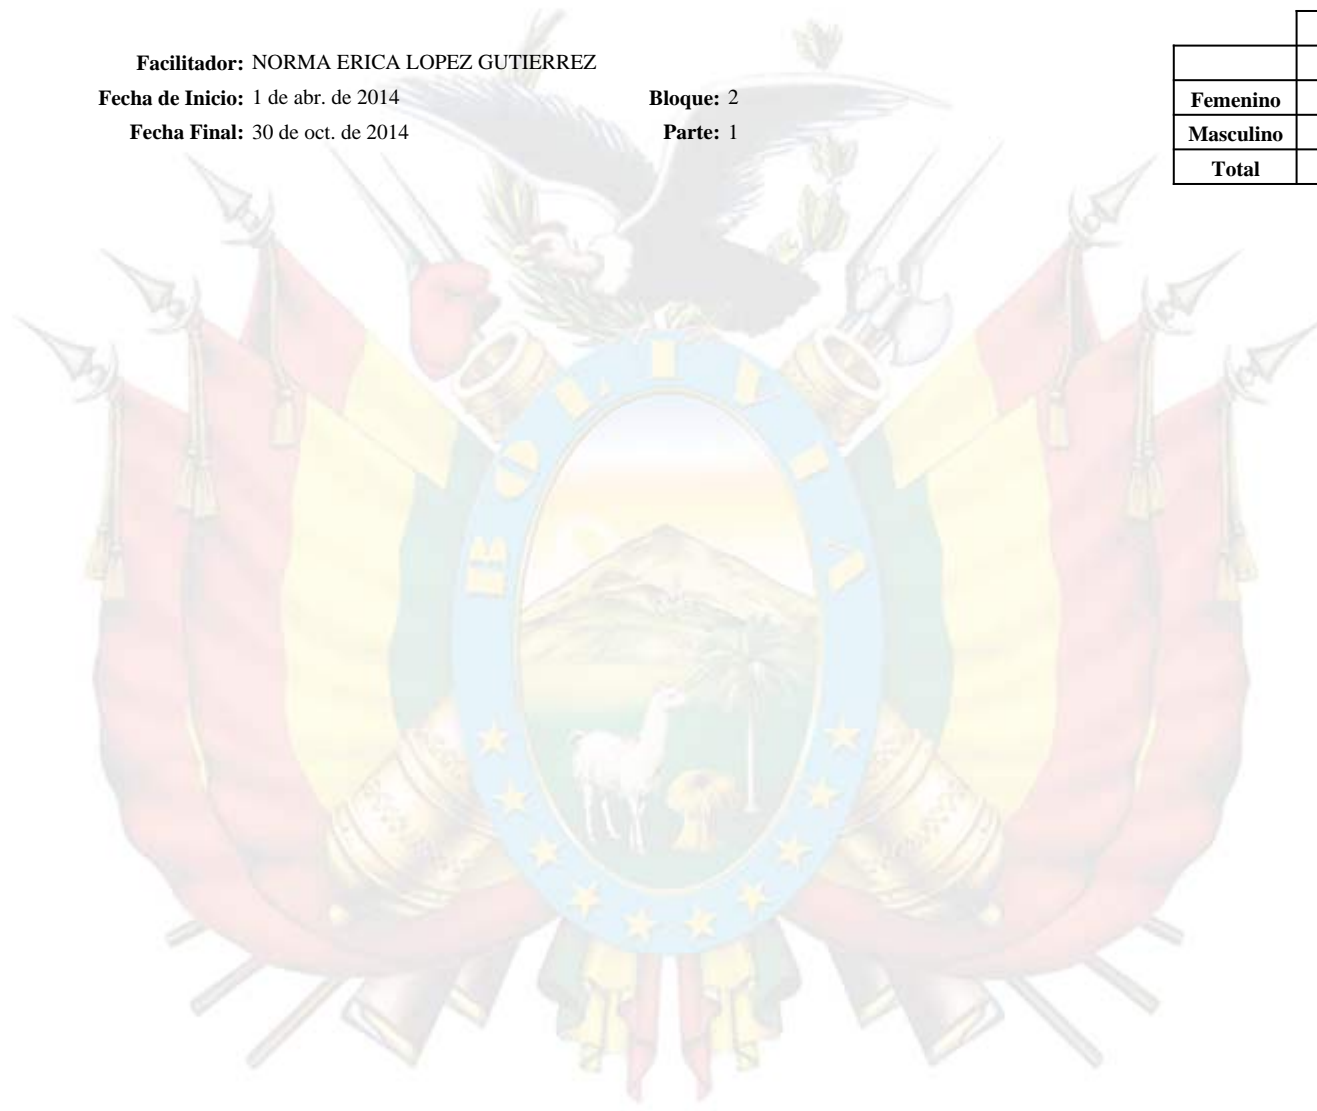 Facilitador: NORMA ERICA LOPEZ GUTIERREZ
Fecha de Inicio: 1 de abr. de 2014 Bloque: 2
Fecha Final: 30 de oct. de 2014 Parte: 1
Femenino
Masculino
Total
BOLIVIA